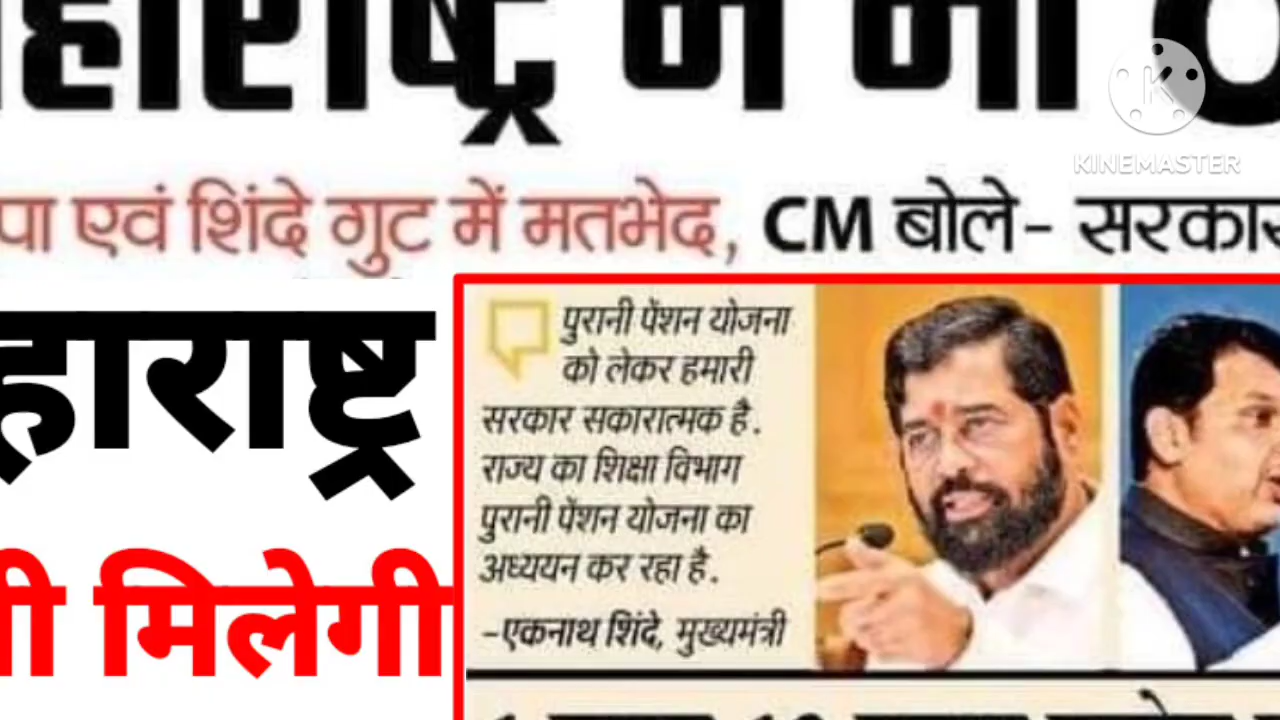 में
KINEMASTER
एवं शिंदे गुट में मतभेद, CM बोले- सरकार
पुरानी पेंशन योजना
को लेकर हमारी
सरकार सकारात्मक है.
राज्य का शिक्षा विभाग
पुरानी पेंशन योजना का
अध्ययन कर रहा है.
-एकनाथ शिंदे, मुख्यमंत्री
हाराष्ट्र
मिलेगी